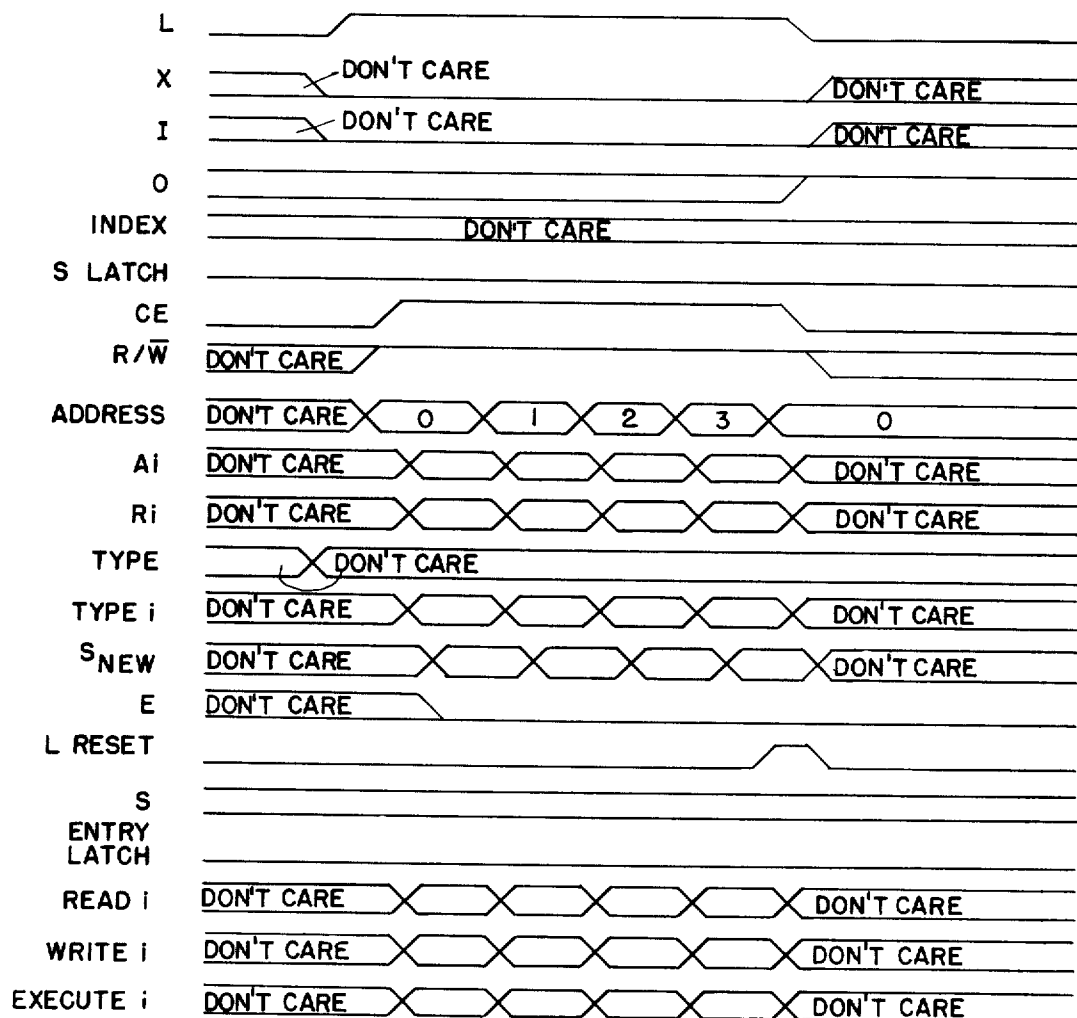 L
X DON'T CARE DON'T CARE
I DON'T CARE DON'T CARE
O
INDEX DON'T CARE
S LATCH
CE
R/W̅ DON'T CARE
ADDRESS DON'T CARE 0 1 2 3 0
Ai DON'T CARE DON'T CARE
Ri DON'T CARE DON'T CARE
TYPE DON'T CARE
TYPE i DON'T CARE DON'T CARE
SNEW DON'T CARE DON'T CARE
E DON'T CARE
L RESET
S
ENTRY
LATCH
READ i DON'T CARE DON'T CARE
WRITE i DON'T CARE DON'T CARE
EXECUTE i DON'T CARE DON'T CARE